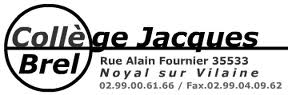 Collège Jacques
Brel
Rue Alain Fournier 35533
Noyal sur Vilaine
02.99.00.61.66 / Fax.02.99.04.09.62